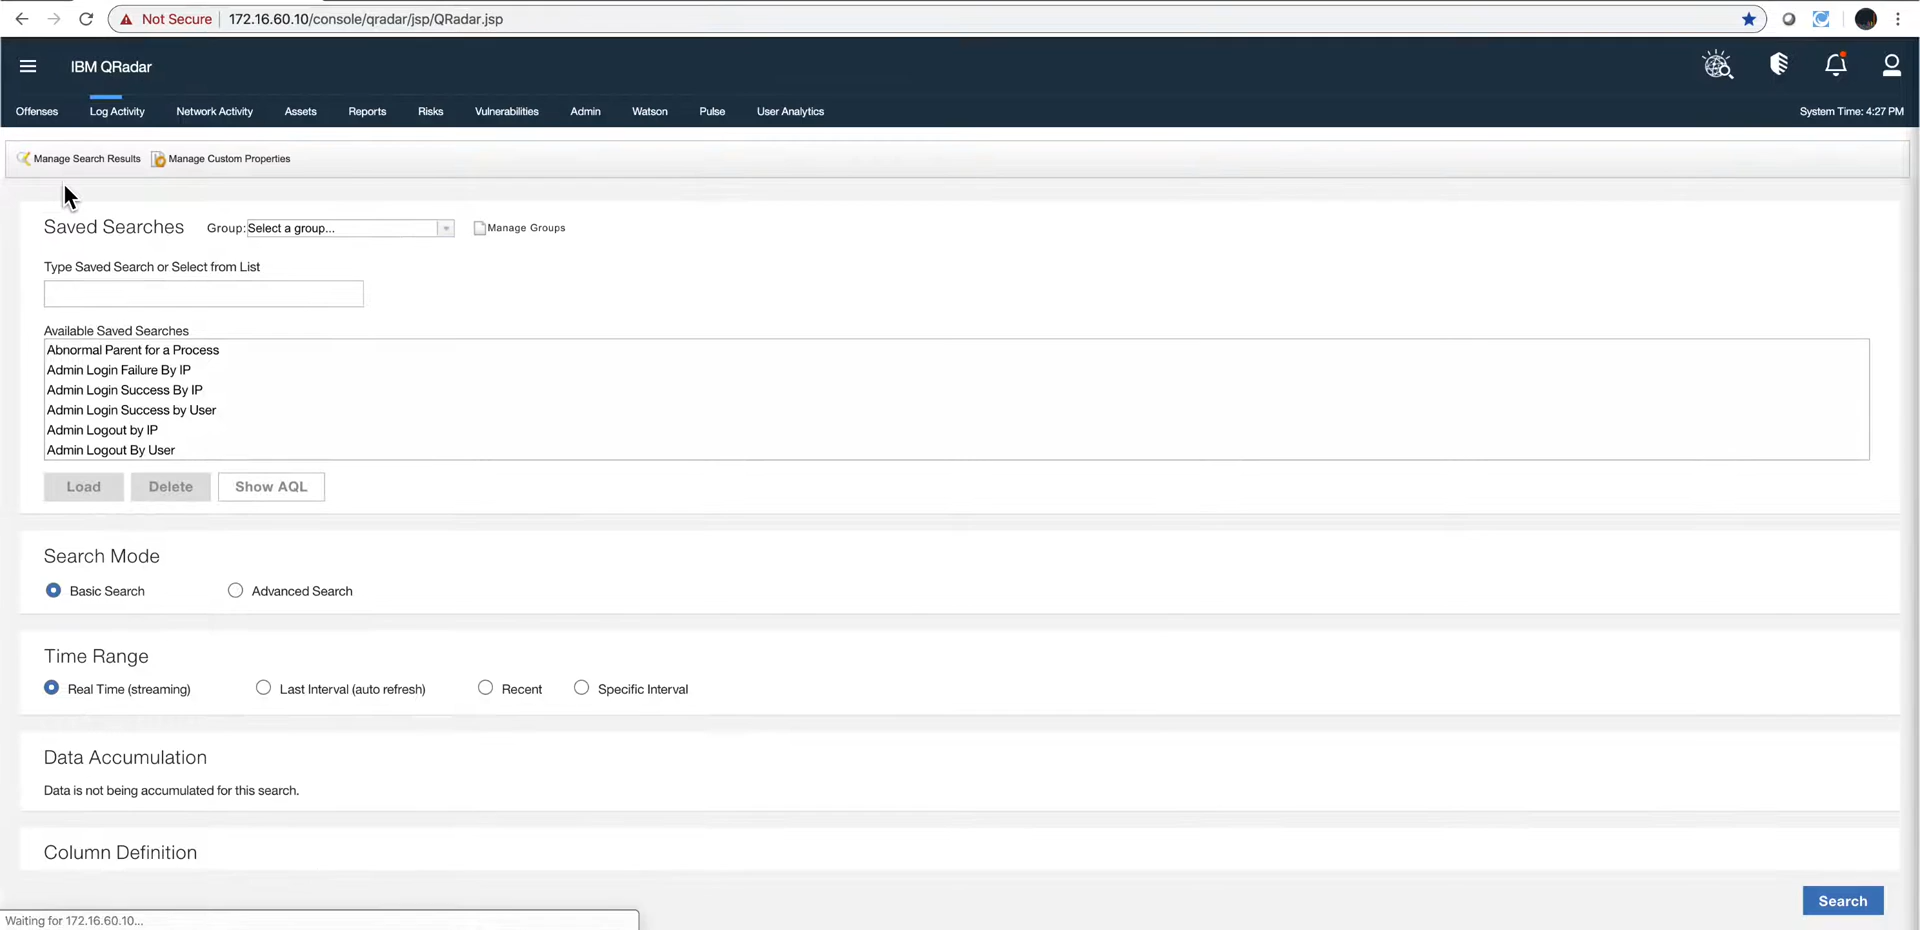 Not Secure 172.16.60.10/console/qradar/jsp/QRadar.jsp
IBM QRadar
Offenses Log Activity Network Activity Assets Reports Risks Vulnerabilities Admin Watson Pulse User Analytics System Time: 4:27 PM
Manage Search Results Manage Custom Properties
Saved Searches Group: Select a group... Manage Groups
Type Saved Search or Select from List
Available Saved Searches
Abnormal Parent for a Process
Admin Login Failure By IP
Admin Login Success By IP
Admin Login Success by User
Admin Logout by IP
Admin Logout By User
Load Delete Show AQL
Search Mode
Basic Search Advanced Search
Time Range
Real Time (streaming) Last Interval (auto refresh) Recent Specific Interval
Data Accumulation
Data is not being accumulated for this search.
Column Definition
Search
Waiting for 172.16.60.10...